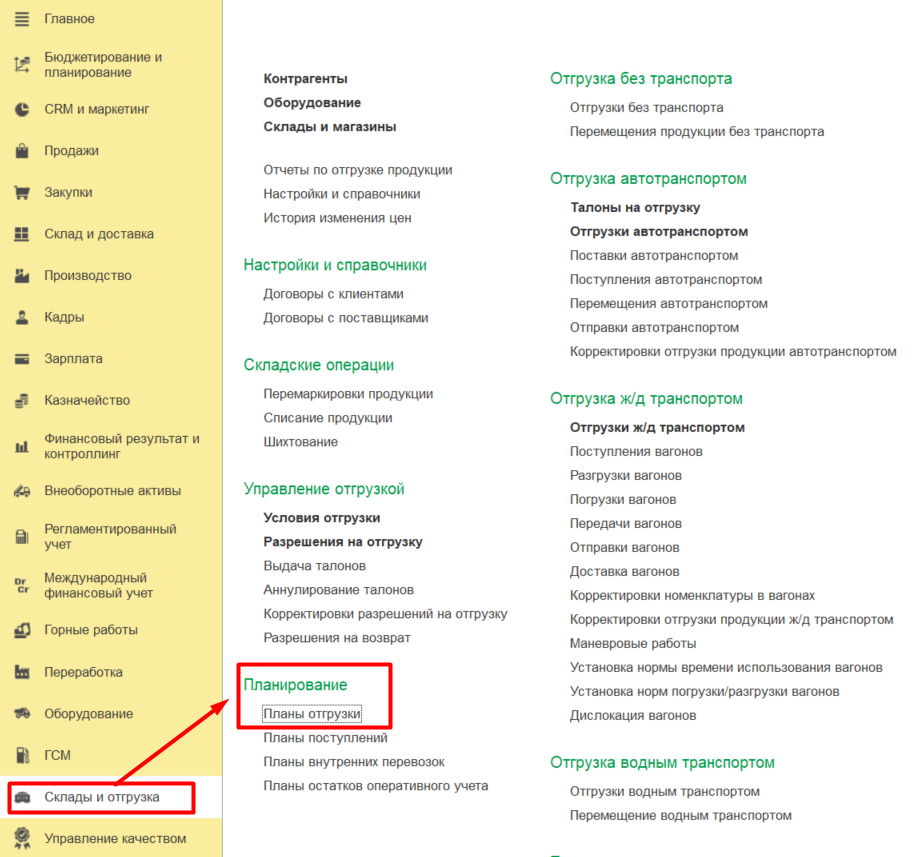 Главное
Бюджетирование и
планирование
CRM и маркетинг
Продажи
Закупки
Склад и доставка
Производство
Кадры
Зарплата
Казначейство
Финансовый результат и
контроллинг
Внеоборотные активы
Регламентированный
учет
Dr
Cr
Международный
финансовый учет
Горные работы
Переработка
Оборудование
ГСМ
Склады и отгрузка
Управление качеством
Контрагенты
Оборудование
Склады и магазины
Отчеты по отгрузке продукции
Настройки и справочники
История изменения цен
Настройки и справочники
Договоры с клиентами
Договоры с поставщиками
Складские операции
Перемаркировки продукции
Списание продукции
Шихтование
Управление отгрузкой
Условия отгрузки
Разрешения на отгрузку
Выдача талонов
Аннулирование талонов
Корректировки разрешений на отгрузку
Разрешения на возврат
Планирование
Планы отгрузки
Планы поступлений
Планы внутренних перевозок
Планы остатков оперативного учета
Отгрузка без транспорта
Отгрузки без транспорта
Перемещения продукции без транспорта
Отгрузка автотранспортом
Талоны на отгрузку
Отгрузки автотранспортом
Поставки автотранспортом
Поступления автотранспортом
Перемещения автотранспортом
Отправки автотранспортом
Корректировки отгрузки продукции автотранспортом
Отгрузка ж/д транспортом
Отгрузки ж/д транспортом
Поступления вагонов
Разгрузки вагонов
Погрузки вагонов
Передачи вагонов
Отправки вагонов
Доставка вагонов
Корректировки номенклатуры в вагонах
Корректировки отгрузки продукции ж/д транспортом
Маневровые работы
Установка нормы времени использования вагонов
Установка норм погрузки/разгрузки вагонов
Дислокация вагонов
Отгрузка водным транспортом
Отгрузки водным транспортом
Перемещение водным транспортом